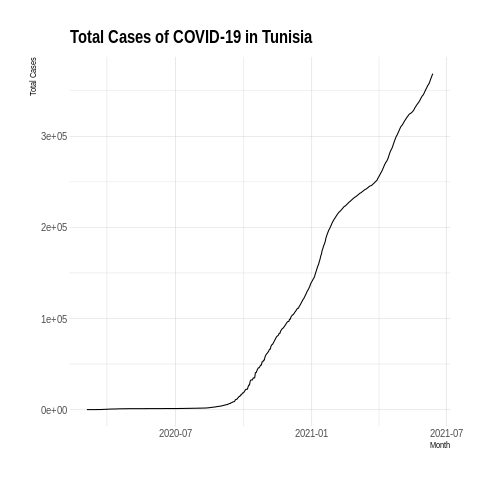 Total Cases of COVID-19 in Tunisia
Total Cases
3e+05
2e+05
1e+05
0e+00
2020-07
2021-01
2021-07
Month